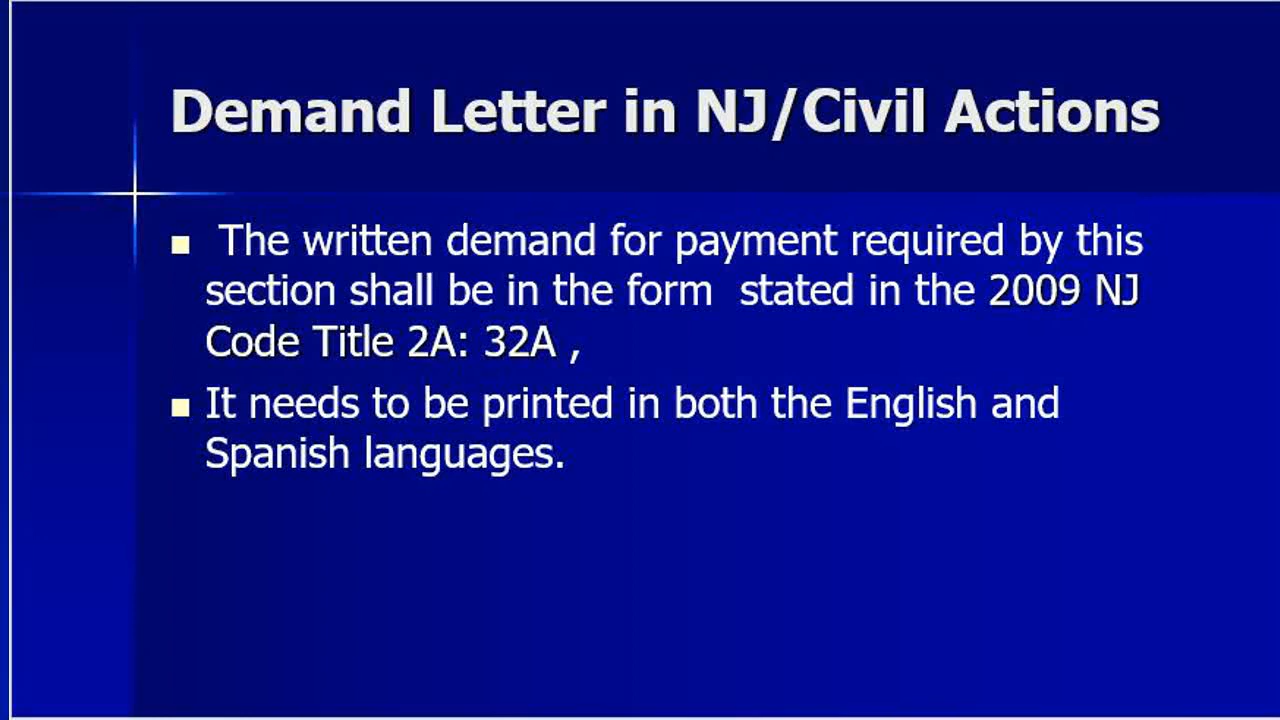 Demand Letter in NJ/Civil Actions
The written demand for payment required by this
section shall be in the form stated in the 2009 NJ
Code Title 2A: 32A ,
It needs to be printed in both the English and
Spanish languages.